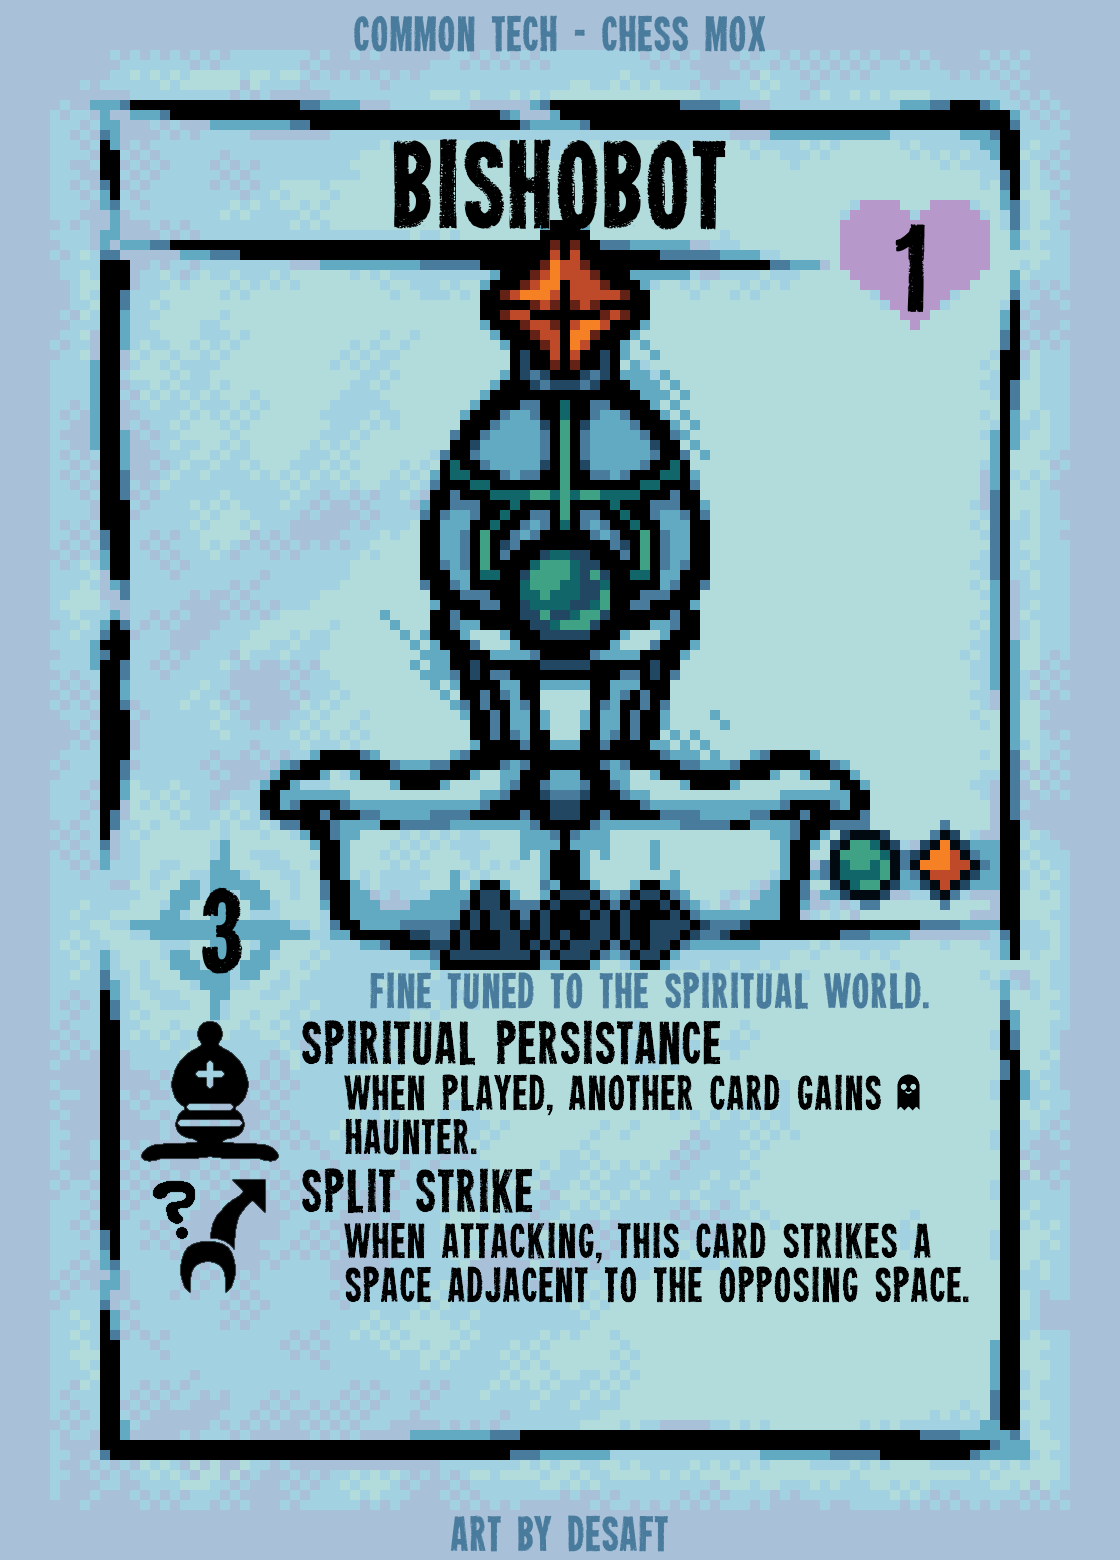 COMMON TECH - CHESS MOX
BISHOBOT
1
3
FINE TUNED TO THE SPIRITUAL WORLD.
SPIRITUAL PERSISTANCE
WHEN PLAYED, ANOTHER CARD GAINS
HAUNTER.
?
SPLIT STRIKE
WHEN ATTACKING, THIS CARD STRIKES A
SPACE ADJACENT TO THE OPPOSING SPACE.
ART BY DESAFT